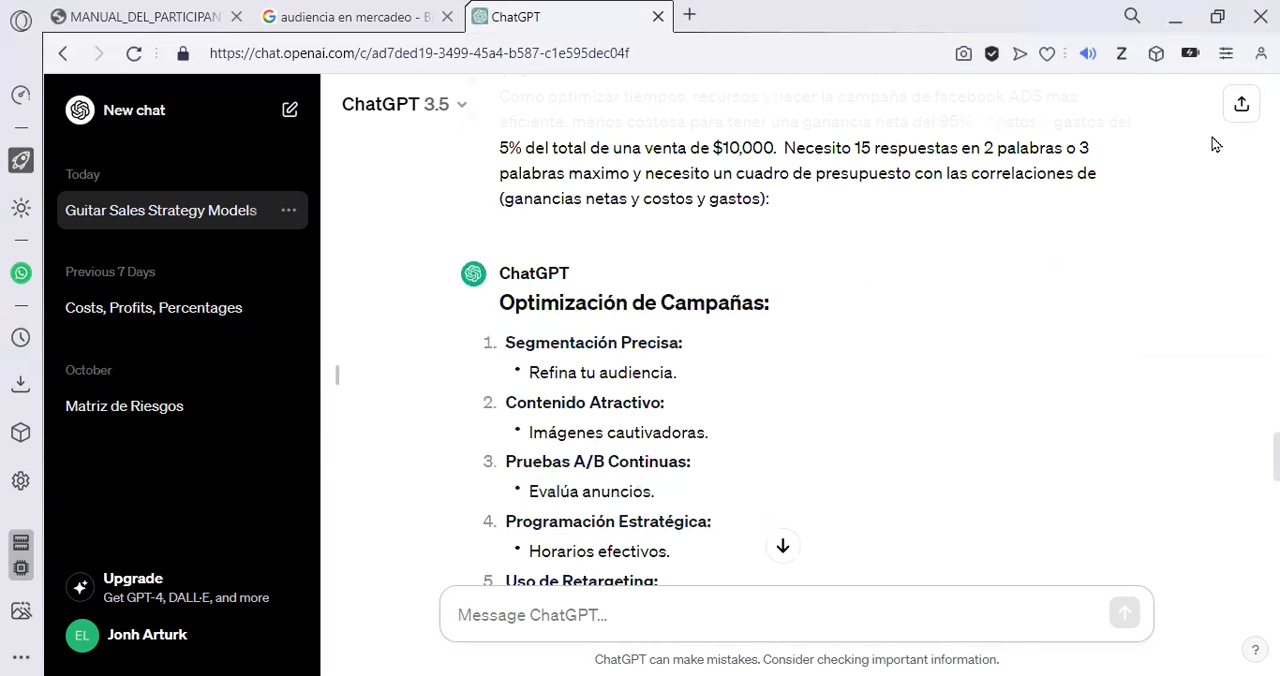 MANUAL_DEL_PARTICIPAN
audiencia en mercadeo - B
ChatGPT
https://chat.openai.com/c/ad7ded19-3499-45a4-b587-c1e595dec04f
Z
New chat
Today
Guitar Sales Strategy Models
Previous 7 Days
Costs, Profits, Percentages
October
Matriz de Riesgos
Upgrade
Get GPT-4, DALL·E, and more
EL
Jonh Arturk
ChatGPT 3.5
Como optimizar tiempos, recursos y hacer la campaña de facebook ADS mas
eficiente, menos costosa para tener una ganancia neta del 95% y costos y gastos del
5% del total de una venta de $10,000. Necesito 15 respuestas en 2 palabras o 3
palabras maximo y necesito un cuadro de presupuesto con las correlaciones de
(ganancias netas y costos y gastos):
ChatGPT
Optimización de Campañas:
1. Segmentación Precisa:
• Refina tu audiencia.
2. Contenido Atractivo:
• Imágenes cautivadoras.
3. Pruebas A/B Continuas:
• Evalúa anuncios.
4. Programación Estratégica:
• Horarios efectivos.
5. Uso de Retargeting:
Message ChatGPT...
ChatGPT can make mistakes. Consider checking important information.
?